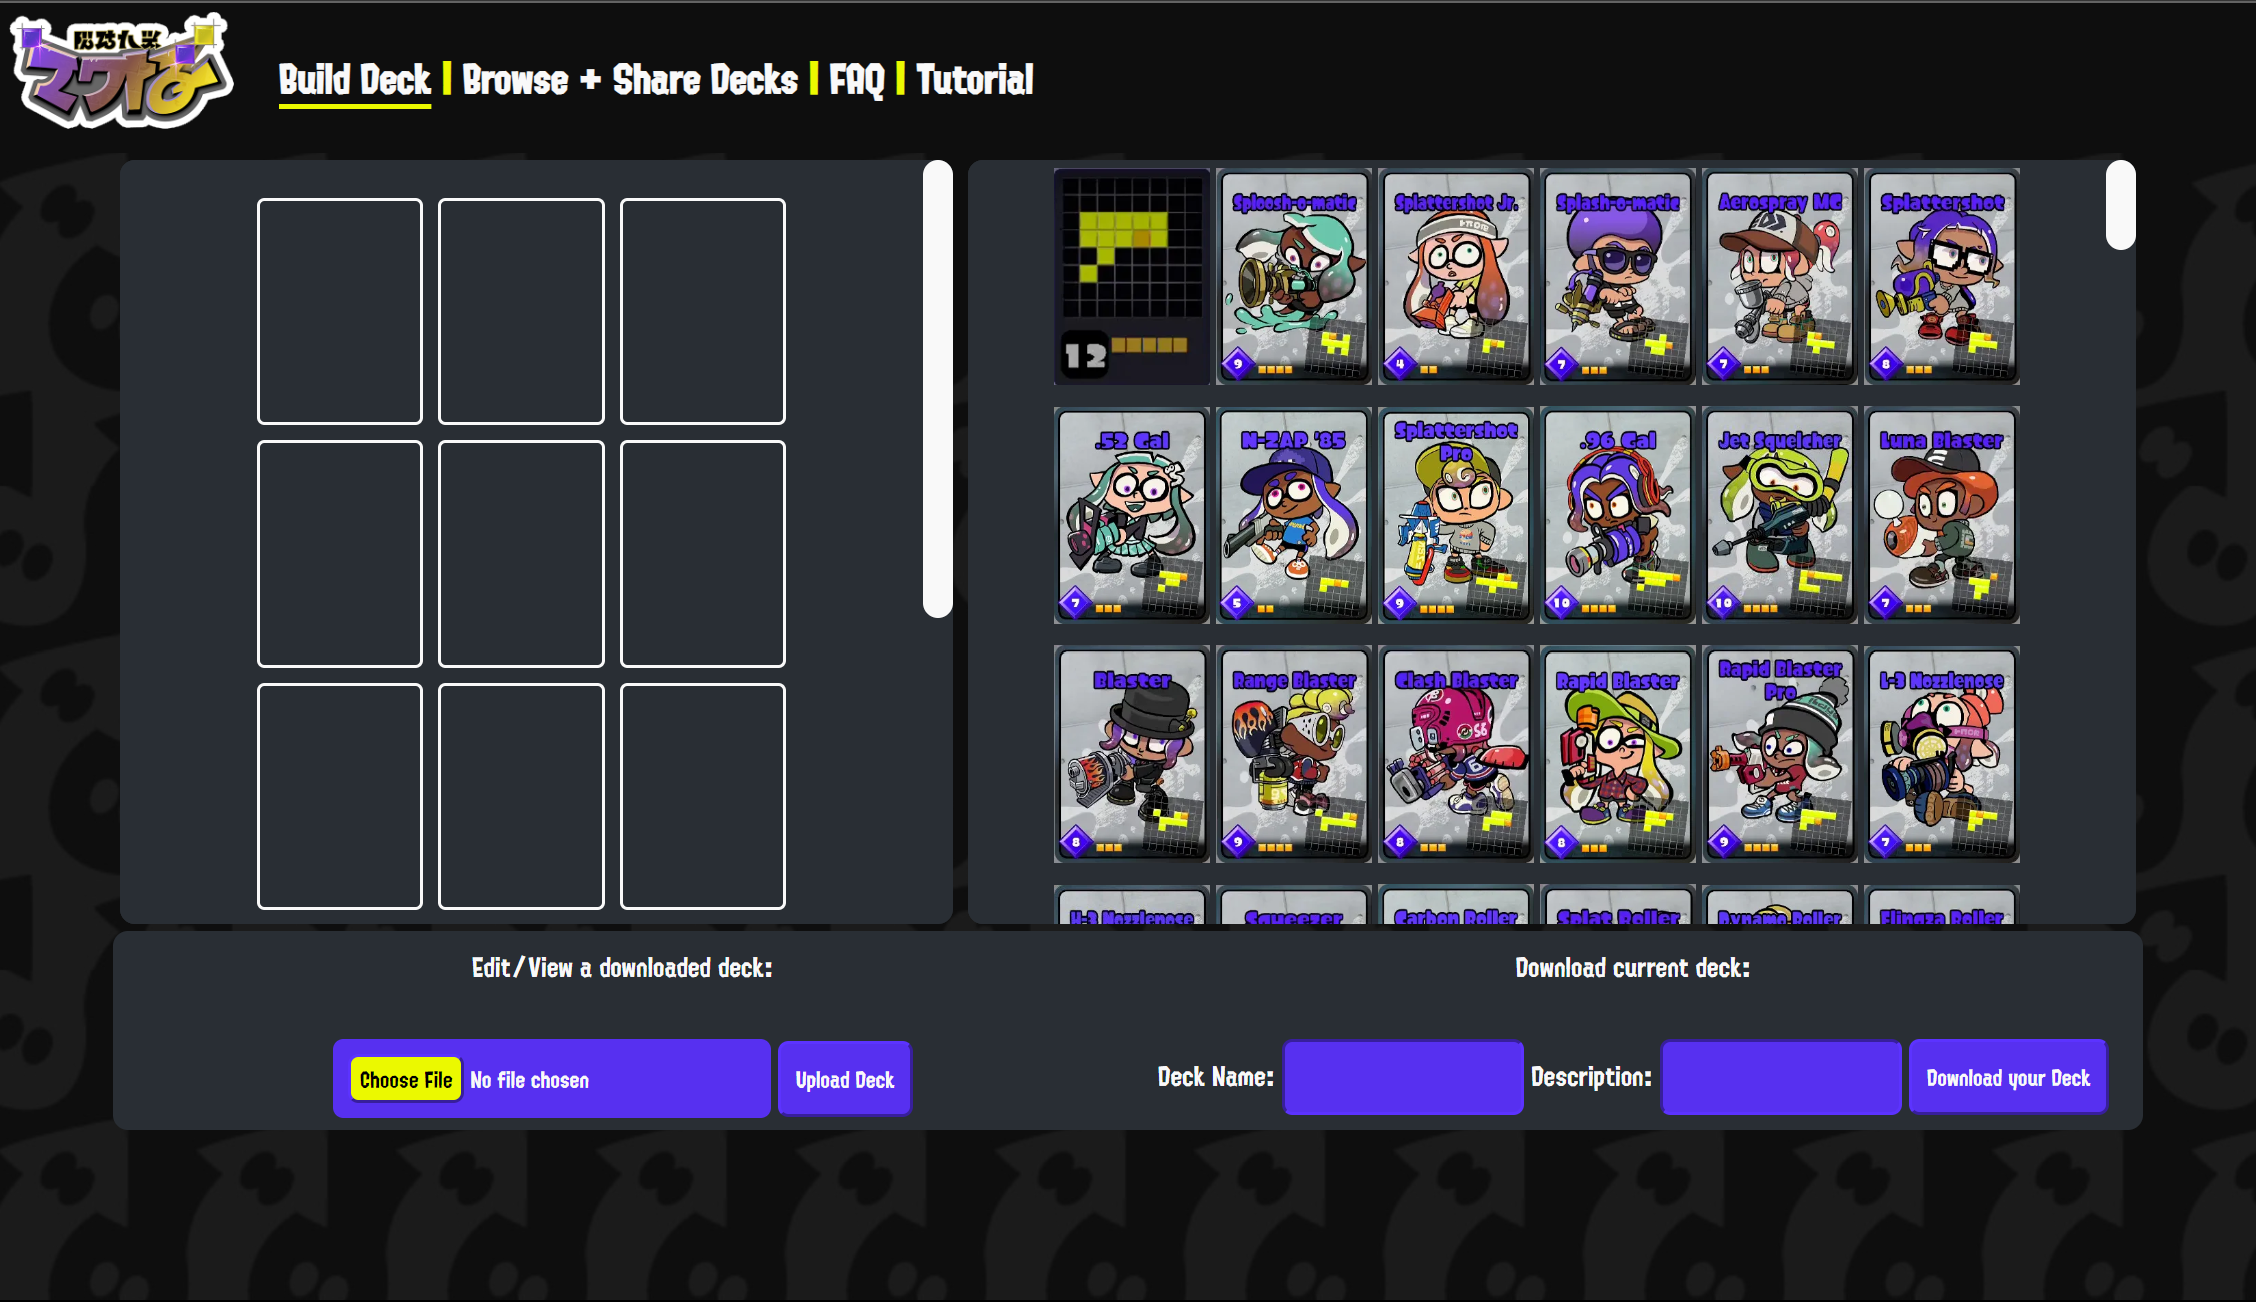 Build Deck | Browse + Share Decks | FAQ | Tutorial
12
Sploosh-o-matic
9
Splattershot Jr.
4
Splash-o-matic
7
Aerospray MG
7
Splattershot
8
.52 Gal
7
N-ZAP '85
5
Splattershot
Pro
9
.96 Gal
10
Jet Squelcher
10
Luna Blaster
7
Blaster
8
Range Blaster
9
Clash Blaster
8
Rapid Blaster
8
Rapid Blaster
Pro
9
L-3 Nozzlenose
7
H-3 Nozzlenose
Squeezer
Carbon Roller
Splat Roller
Dynamo Roller
Flingza Roller
Edit/View a downloaded deck:
Choose File No file chosen
Upload Deck
Download current deck:
Deck Name:
Description:
Download your Deck